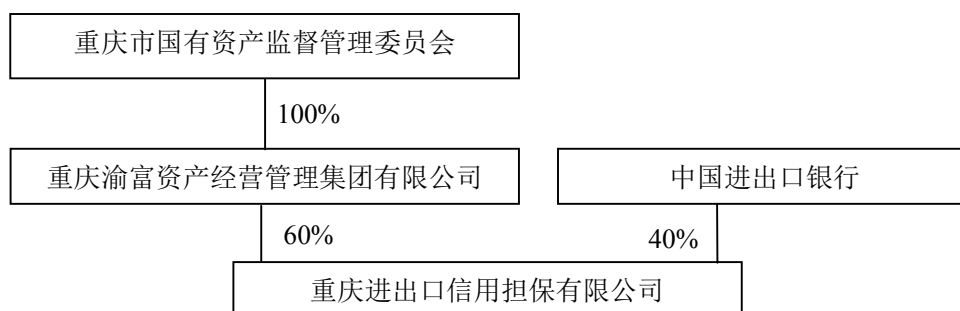 重庆市国有资产监督管理委员会
100%
重庆渝富资产经营管理集团有限公司
中国进出口银行
60%
40%
重庆进出口信用担保有限公司